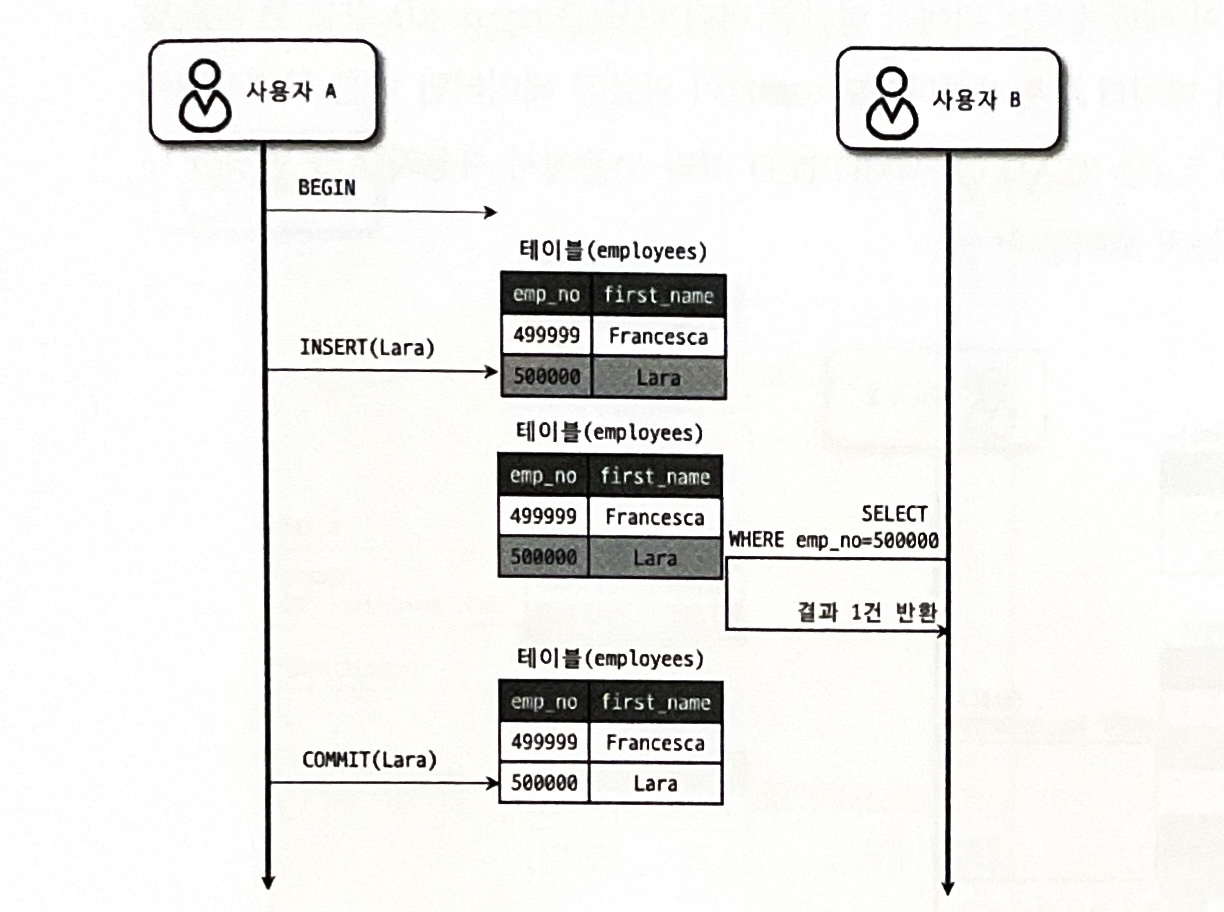 사용자 A
사용자 B
BEGIN
테이블(employees)
emp_no first_name
499999 Francesca
INSERT(Lara)
500000 Lara
테이블(employees)
emp_no first_name
499999 Francesca
500000 Lara
SELECT
WHERE emp_no=500000
결과 1건 반환
테이블(employees)
emp_no first_name
499999 Francesca
COMMIT(Lara)
500000 Lara